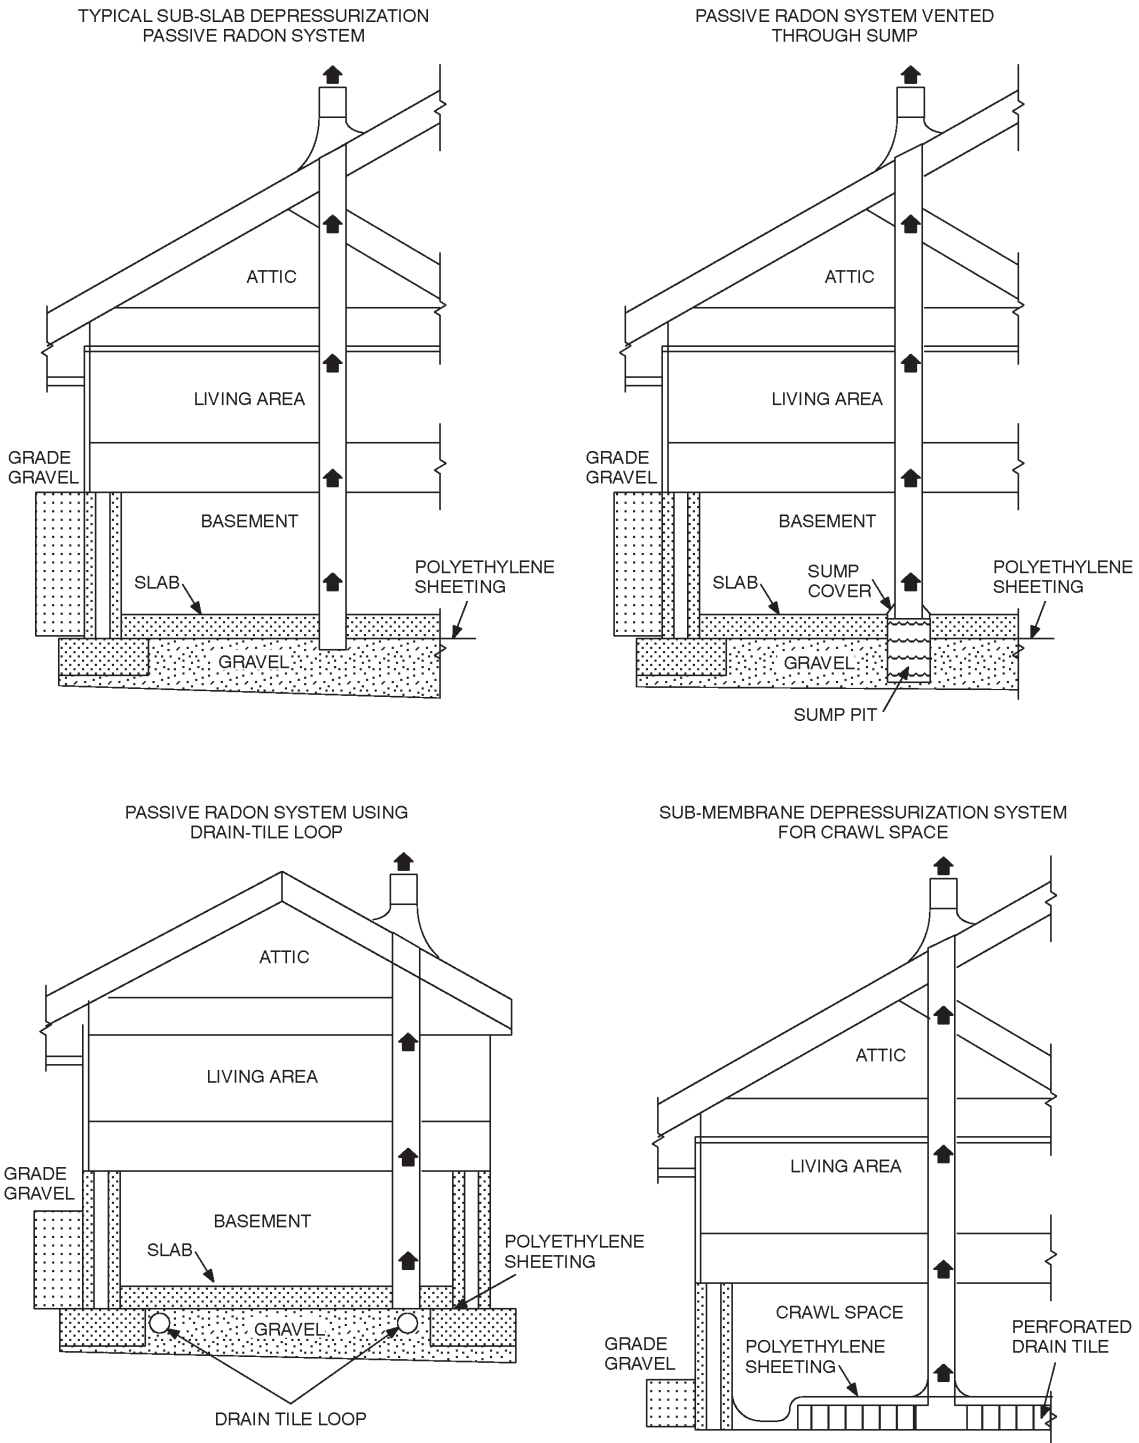 TYPICAL SUB-SLAB DEPRESSURIZATION
PASSIVE RADON SYSTEM
ATTIC
LIVING AREA
GRADE
GRAVEL
BASEMENT
SLAB
POLYETHYLENE
SHEETING
GRAVEL
PASSIVE RADON SYSTEM VENTED
THROUGH SUMP
ATTIC
LIVING AREA
GRADE
GRAVEL
BASEMENT
SLAB
SUMP
COVER
POLYETHYLENE
SHEETING
GRAVEL
SUMP PIT
PASSIVE RADON SYSTEM USING
DRAIN-TILE LOOP
ATTIC
LIVING AREA
GRADE
GRAVEL
BASEMENT
SLAB
POLYETHYLENE
SHEETING
GRAVEL
DRAIN TILE LOOP
SUB-MEMBRANE DEPRESSURIZATION SYSTEM
FOR CRAWL SPACE
ATTIC
LIVING AREA
CRAWL SPACE
GRADE
GRAVEL
POLYETHYLENE
SHEETING
PERFORATED
DRAIN TILE